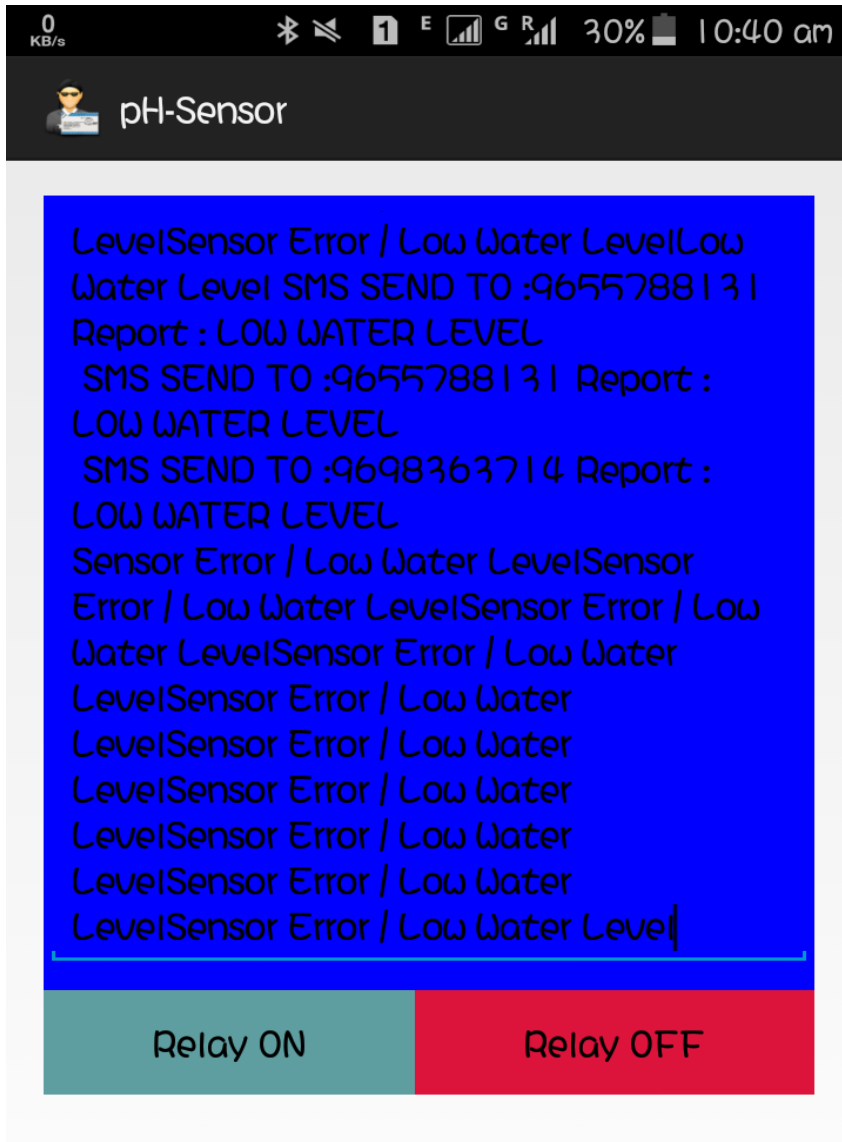 0
KB/s
1 E G R 30% 10:40 am
pH-Sensor
LevelSensor Error / Low Water LevelLow
Water Level SMS SEND TO :9655788131
Report : LOW WATER LEVEL
SMS SEND TO :9655788131 Report :
LOW WATER LEVEL
SMS SEND TO :9698363714 Report :
LOW WATER LEVEL
Sensor Error / Low Water LevelSensor
Error / Low Water LevelSensor Error / Low
Water LevelSensor Error / Low Water
LevelSensor Error / Low Water
LevelSensor Error / Low Water
LevelSensor Error / Low Water
LevelSensor Error / Low Water
LevelSensor Error / Low Water
LevelSensor Error / Low Water Level
Relay ON Relay OFF